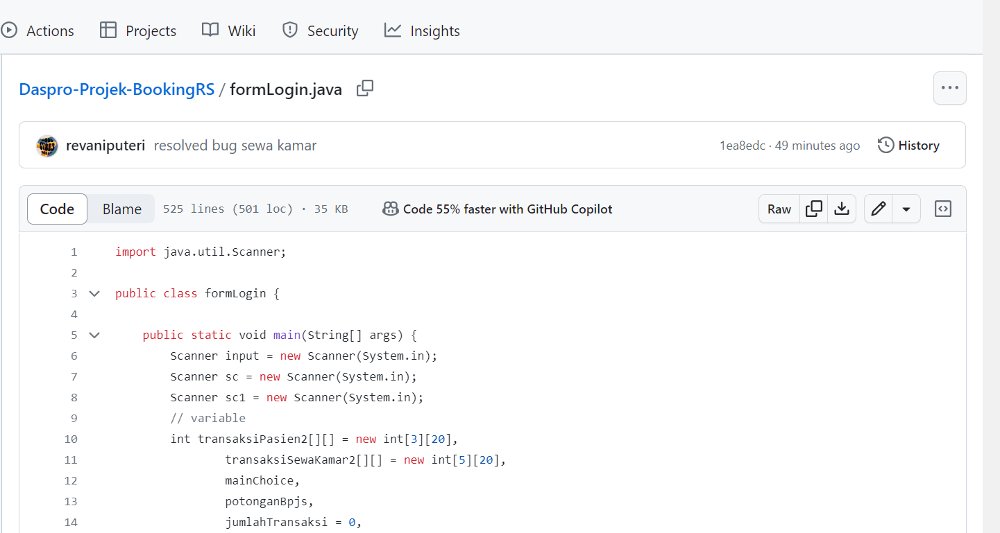 Actions Projects Wiki Security Insights
Daspro-Projek-BookingRS / formLogin.java
revaniputeri resolved bug sewa kamar 1ea8edc · 49 minutes ago History
Code Blame 525 lines (501 loc) · 35 KB Code 55% faster with GitHub Copilot Raw
1 import java.util.Scanner;
2
3 public class formLogin {
4
5 public static void main(String[] args) {
6 Scanner input = new Scanner(System.in);
7 Scanner sc = new Scanner(System.in);
8 Scanner sc1 = new Scanner(System.in);
9 // variable
10 int transaksiPasien2[][] = new int[3][20],
11 transaksiSewaKamar2[][] = new int[5][20],
12 mainChoice,
13 potonganBpjs,
14 jumlahTransaksi = 0,